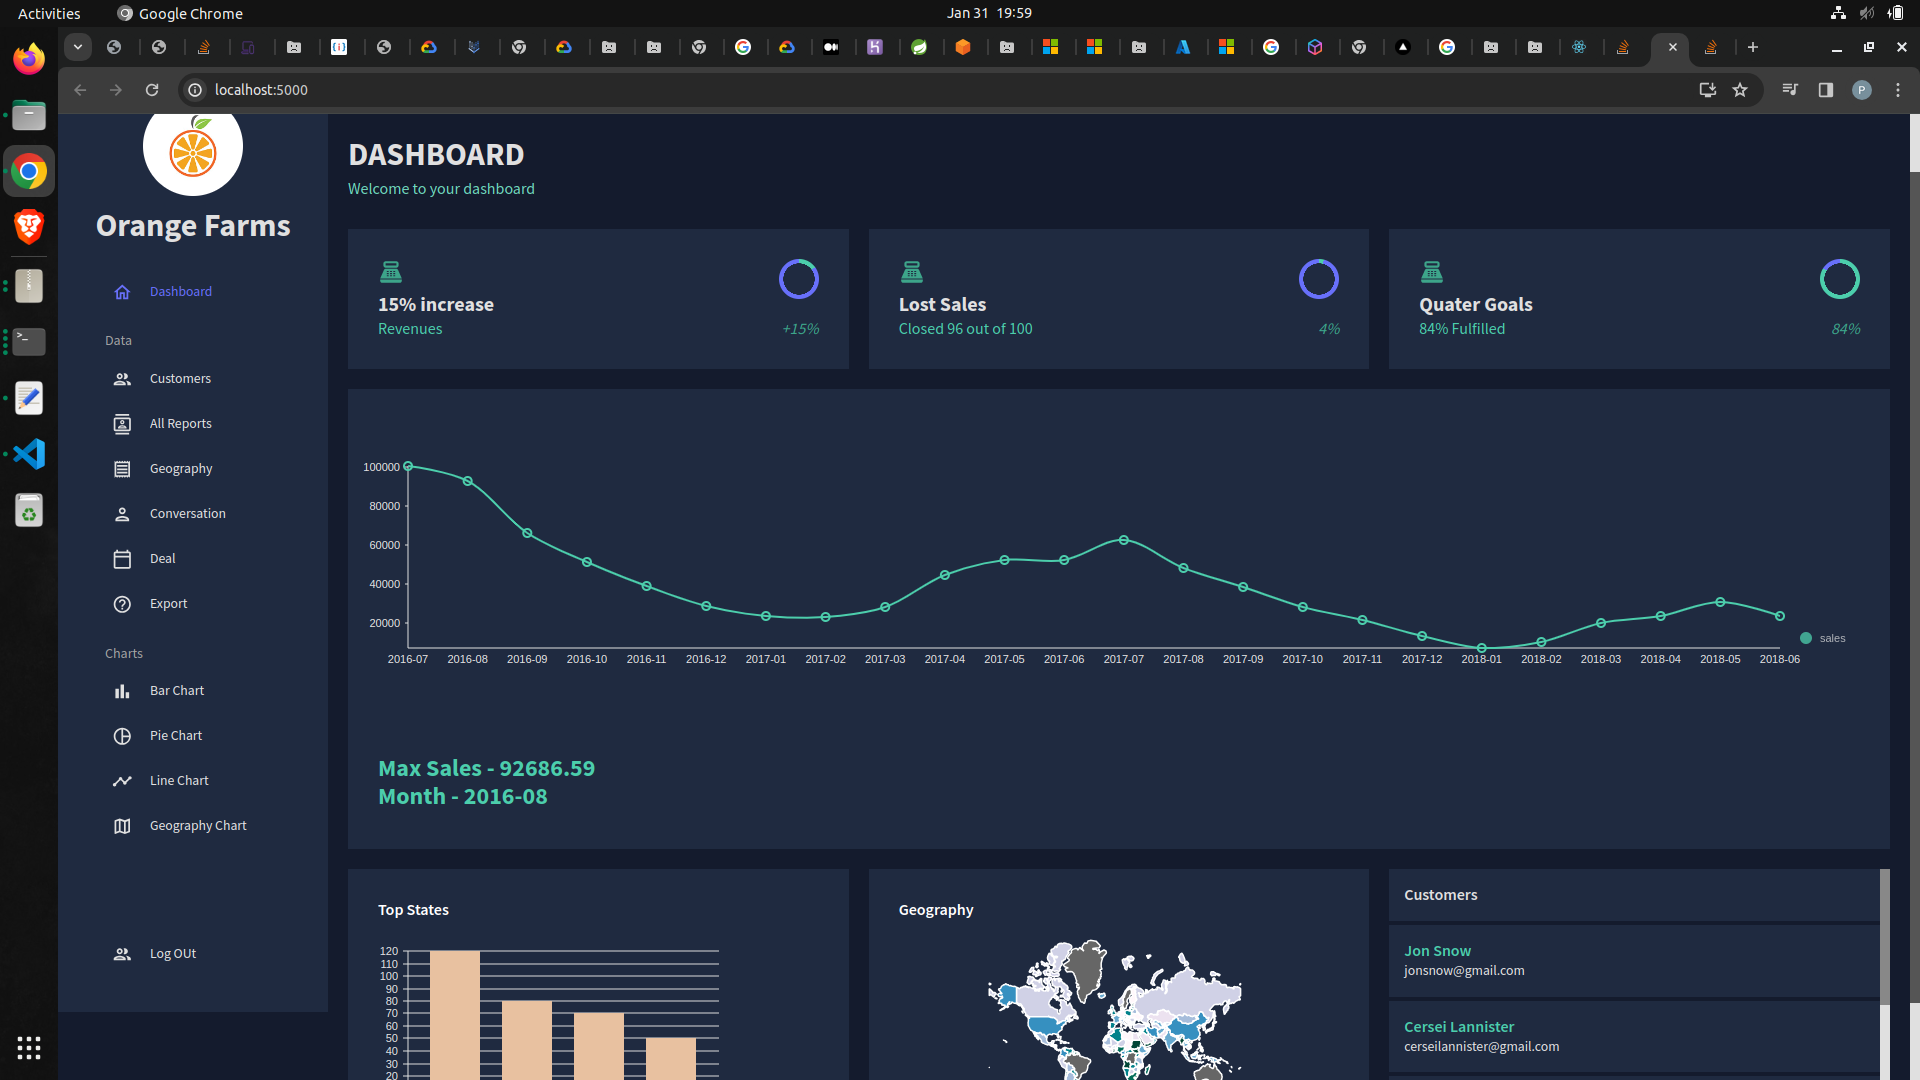 Activities
Google Chrome
Jan 31 19:59
localhost:5000
P
Orange Farms
Dashboard
Data
Customers
All Reports
Geography
Conversation
Deal
Export
Charts
Bar Chart
Pie Chart
Line Chart
Geography Chart
Log OUt
DASHBOARD
Welcome to your dashboard
15% increase
Revenues
+15%
Lost Sales
Closed 96 out of 100
4%
Quater Goals
84% Fulfilled
84%
100000
80000
60000
40000
20000
2016-07 2016-08 2016-09 2016-10 2016-11 2016-12 2017-01 2017-02 2017-03 2017-04 2017-05 2017-06 2017-07 2017-08 2017-09 2017-10 2017-11 2017-12 2018-01 2018-02 2018-03 2018-04 2018-05 2018-06
sales
Max Sales - 92686.59
Month - 2016-08
Top States
120
110
100
90
80
70
60
50
40
30
20
Geography
Customers
Jon Snow
jonsnow@gmail.com
Cersei Lannister
cerseilannister@gmail.com